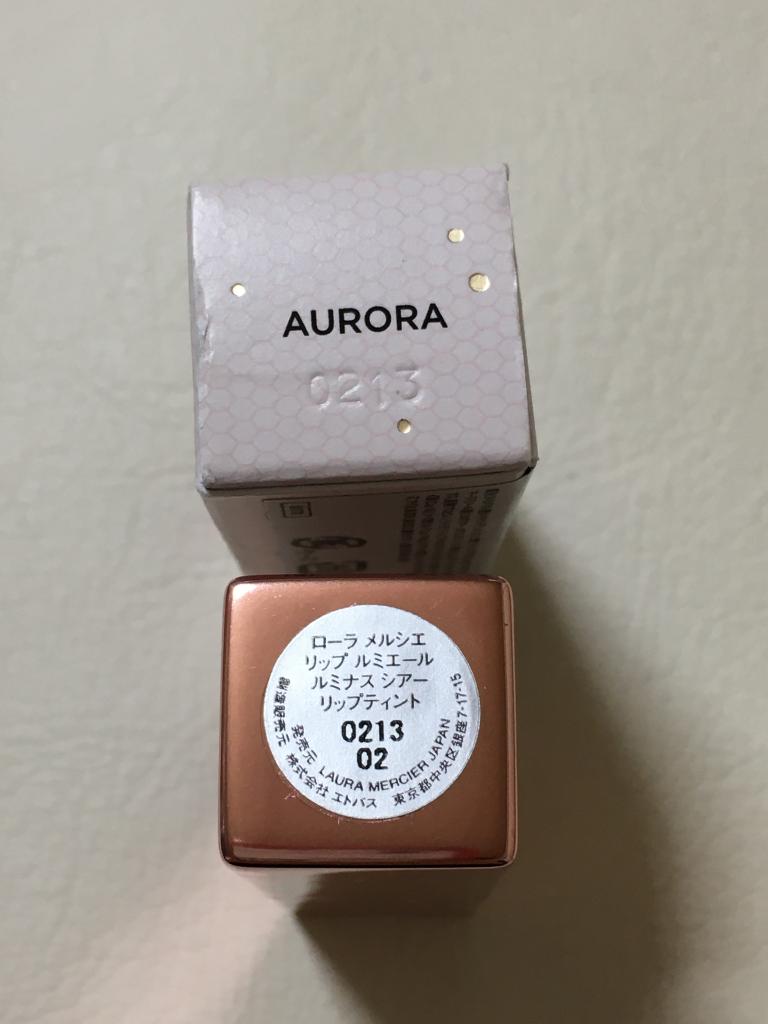 AURORA
0213
ローラ メルシエ
リップ ルミエール
ルミナス シアー
リップティント
0213
02
発売元 LAURA MERCIER JAPAN
製造販売元 株式会社 エトバス 東京都中央区銀座7-17-15